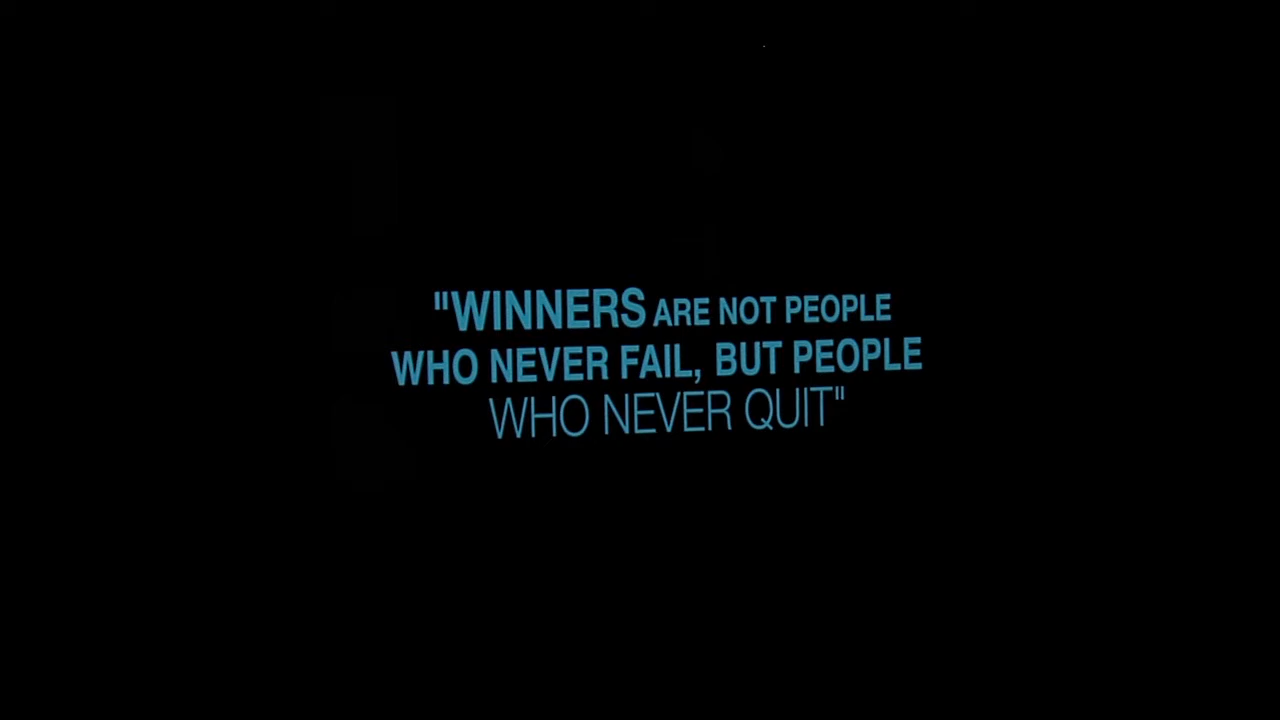 "WINNERS ARE NOT PEOPLE
WHO NEVER FAIL, BUT PEOPLE
WHO NEVER QUIT"